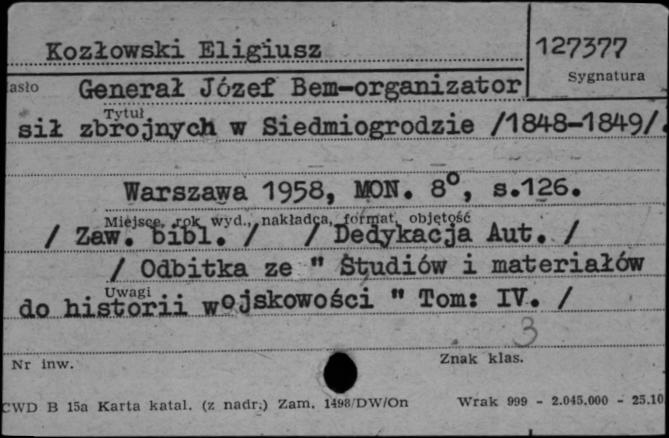 Kozłowski Eligiusz 127377
Sygnatura
asło Generał Józef Bem-organizator
Tytuł
sił zbrojnych w Siedmiogrodzie /1848-1849/.
Warszawa 1958, MON. 8°, s.126.
Miejsce, rok wyd., nakładca, format, objętość
/ Zaw. bibl. / / Dedykacja Aut. /
/ Odbitka ze " Studiów i materiałów
Uwagi
do historii wojskowości " Tom: IV. /
3
Nr inw. Znak klas.
CWD B 15a Karta katal. (z nadr.) Zam. 1498/DW/On Wrak 999 - 2.045.000 - 25.10